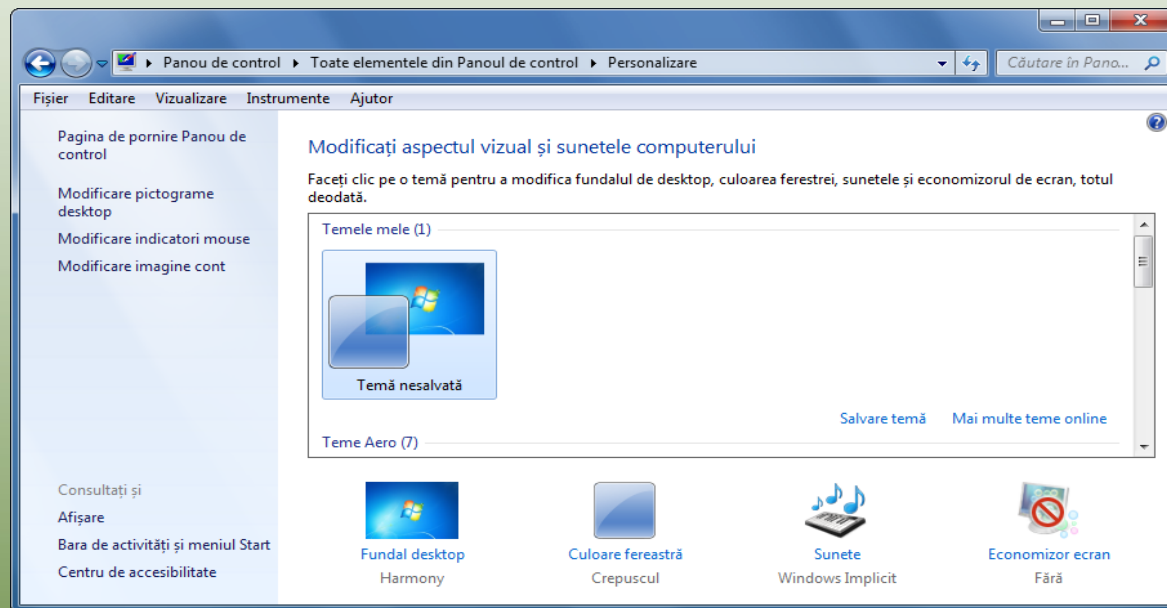 Panou de control Toate elementele din Panoul de control Personalizare
Căutare în Pano...
Fișier Editare Vizualizare Instrumente Ajutor
Pagina de pornire Panou de
control
Modificare pictograme
desktop
Modificare indicatori mouse
Modificare imagine cont
Consultați și
Afișare
Bara de activități și meniul Start
Centru de accesibilitate
Modificați aspectul vizual și sunetele computerului
Faceți clic pe o temă pentru a modifica fundalul de desktop, culoarea ferestrei, sunetele și economizorul de ecran, totul
deodată.
Temele mele (1)
Temă nesalvată
Salvare temă Mai multe teme online
Teme Aero (7)
Fundal desktop
Harmony
Culoare fereastră
Crepuscul
Sunete
Windows Implicit
Economizor ecran
Fără